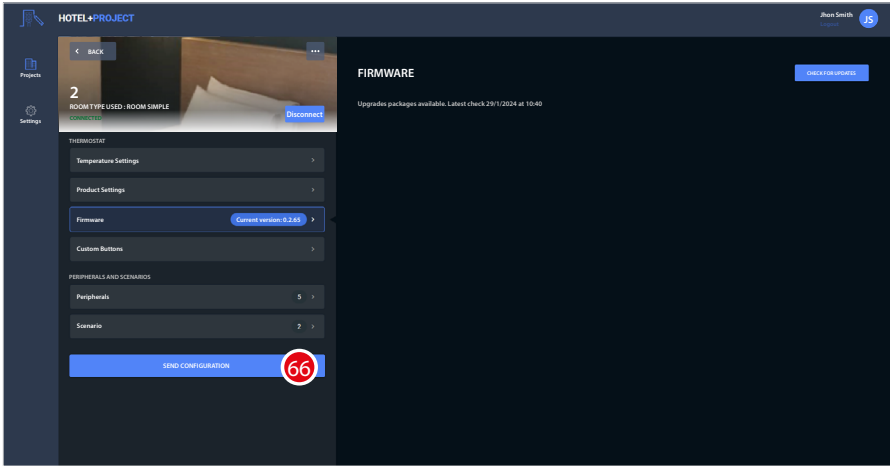 HOTEL+PROJECT
Jhon Smith
Logout
JS
Projects
Settings
BACK
...
2
ROOM TYPE USED : ROOM SIMPLE
CONNECTED
Disconnect
THERMOSTAT
Temperature Settings
Product Settings
Firmware
Current version: 0.2.65
Custom Buttons
PERIPHERALS AND SCENARIOS
Peripherals
5
Scenario
2
SEND CONFIGURATION
66
FIRMWARE
CHECK FOR UPDATES
Upgrades packages available. Latest check 29/1/2024 at 10:40